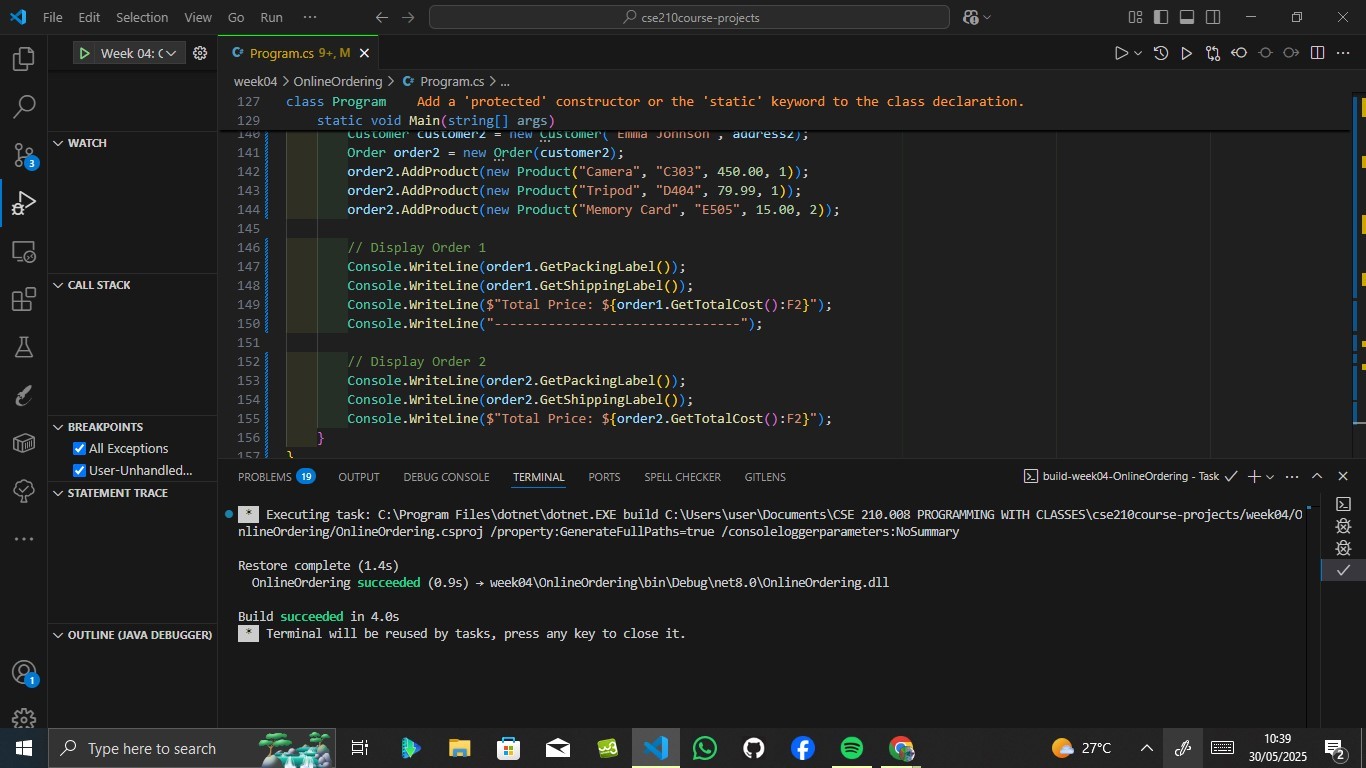 File Edit Selection View Go Run ··· cse210course-projects
Week 04: C
Program.cs 9+, M
week04 > OnlineOrdering > Program.cs > ...
127 class Program Add a 'protected' constructor or the 'static' keyword to the class declaration.
129 static void Main(string[] args)
140 Customer customer2 = new Customer("Emma Johnson", address2);
141 Order order2 = new Order(customer2);
142 order2.AddProduct(new Product("Camera", "C303", 450.00, 1));
143 order2.AddProduct(new Product("Tripod", "D404", 79.99, 1));
144 order2.AddProduct(new Product("Memory Card", "E505", 15.00, 2));
145
146 // Display Order 1
147 Console.WriteLine(order1.GetPackingLabel());
148 Console.WriteLine(order1.GetShippingLabel());
149 Console.WriteLine($"Total Price: ${order1.GetTotalCost():F2}");
150 Console.WriteLine("--------------------------------");
151
152 // Display Order 2
153 Console.WriteLine(order2.GetPackingLabel());
154 Console.WriteLine(order2.GetShippingLabel());
155 Console.WriteLine($"Total Price: ${order2.GetTotalCost():F2}");
156 }
157 }
WATCH
CALL STACK
BREAKPOINTS
All Exceptions
User-Unhandled...
STATEMENT TRACE
OUTLINE (JAVA DEBUGGER)
3
1
PROBLEMS 19 OUTPUT DEBUG CONSOLE TERMINAL PORTS SPELL CHECKER GITLENS build-week04-OnlineOrdering - Task
* Executing task: C:\Program Files\dotnet\dotnet.EXE build C:\Users\user\Documents\CSE 210.008 PROGRAMMING WITH CLASSES\cse210course-projects/week04/O
nlineOrdering/OnlineOrdering.csproj /property:GenerateFullPaths=true /consoleloggerparameters:NoSummary
Restore complete (1.4s)
OnlineOrdering succeeded (0.9s) → week04\OnlineOrdering\bin\Debug\net8.0\OnlineOrdering.dll
Build succeeded in 4.0s
* Terminal will be reused by tasks, press any key to close it.
Type here to search
27°C
10:39
30/05/2025
2